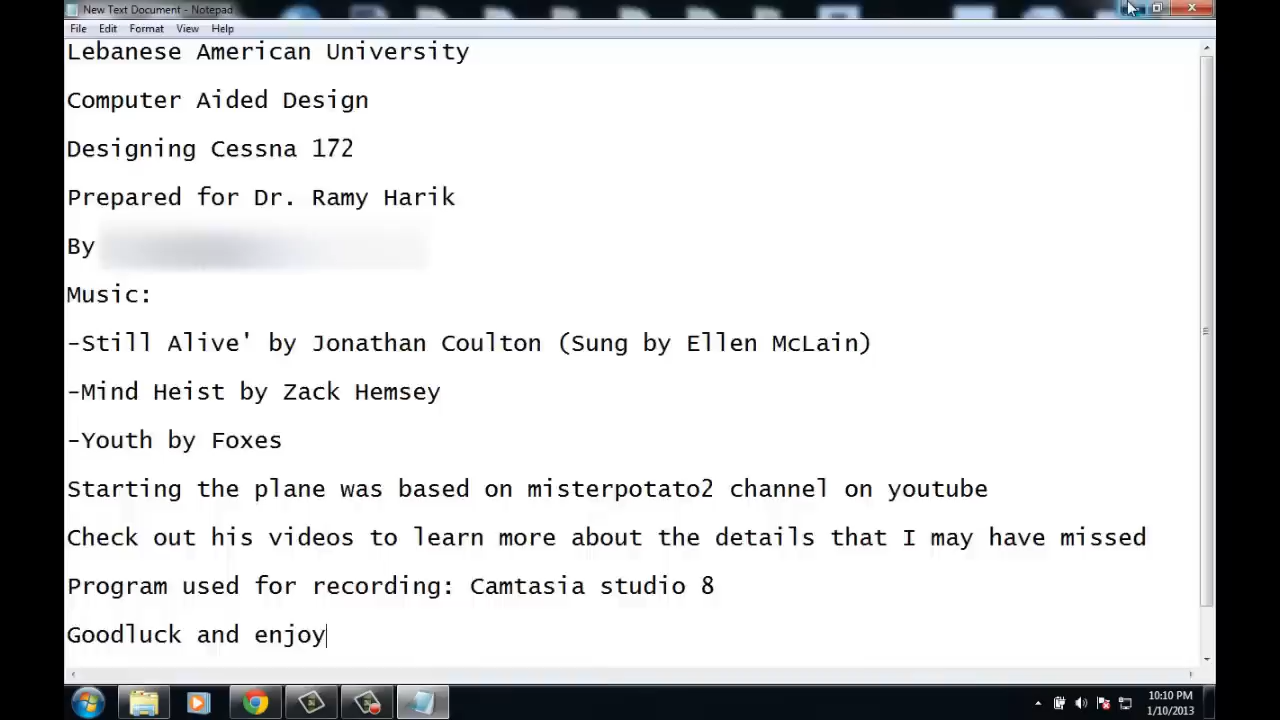 New Text Document - Notepad
File Edit Format View Help
Lebanese American University
Computer Aided Design
Designing Cessna 172
Prepared for Dr. Ramy Harik
By
Music:
-Still Alive' by Jonathan Coulton (Sung by Ellen McLain)
-Mind Heist by Zack Hemsey
-Youth by Foxes
Starting the plane was based on misterpotato2 channel on youtube
Check out his videos to learn more about the details that I may have missed
Program used for recording: Camtasia studio 8
Goodluck and enjoy
10:10 PM
1/10/2013